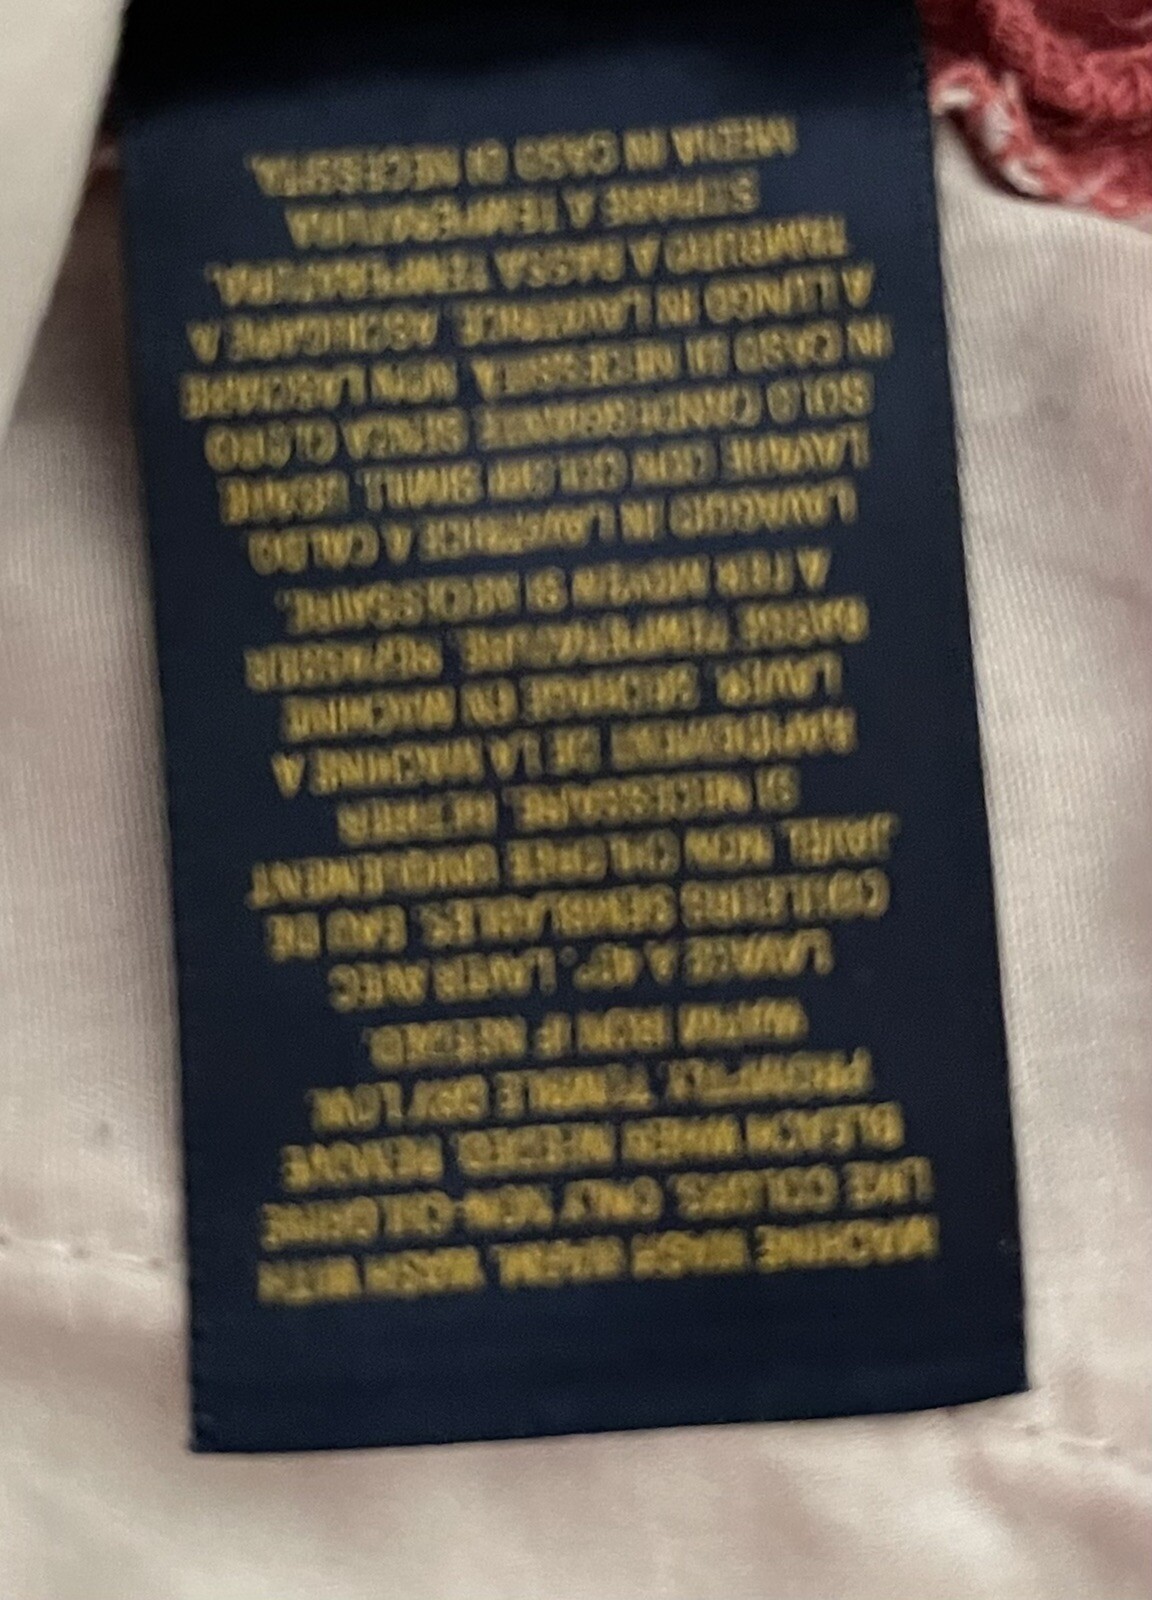 MACHINE WASH WARM, WASH WITH
LIKE COLORS. ONLY NON-CHLORINE
BLEACH WHEN NEEDED. REMOVE
PROMPTLY. TUMBLE DRY LOW.
WARM IRON IF NEEDED.
LAVAGE A 40°. LAVER AVEC
COULEURS SEMBLABLES. EAU DE
JAVEL NON CHLOREE UNIQUEMENT
SI NECESSAIRE. RETIRER
RAPIDEMENT DE LA MACHINE A
LAVER. SECHAGE EN MACHINE
BASSE TEMPERATURE. REPASSER
A FER MOYEN SI NECESSAIRE.
LAVAGGIO IN LAVATRICE A CALDO
LAVARE CON COLORI SIMILI. USARE
SOLO CANDEGGIANTE SENZA CLORO
IN CASO DI NECESSITA. NON LASCIARE
A LUNGO IN LAVATRICE. ASCIUGARE A
TAMBURO A BASSA TEMPERATURA.
STIRARE A TEMPERATURA
MEDIA IN CASO DI NECESSITA.